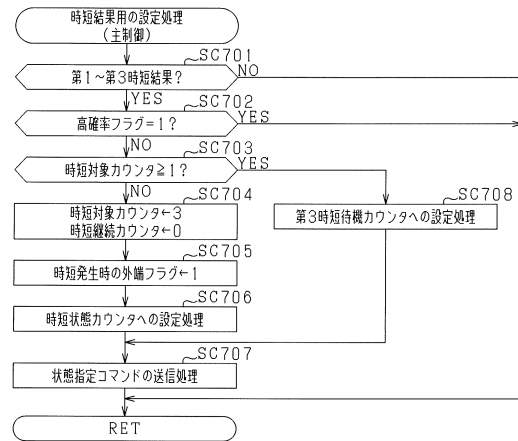 時短結果用の設定処理
(主制御)
SC701
第1～第3時短結果?
NO
YES
SC702
高確率フラグ=1?
YES
NO
SC703
時短対象カウンタ≧1?
YES
NO
SC704
時短対象カウンタ←3
時短継続カウンタ←0
SC708
第3時短待機カウンタへの設定処理
SC705
時短発生時の外端フラグ←1
SC706
時短状態カウンタへの設定処理
SC707
状態指定コマンドの送信処理
RET